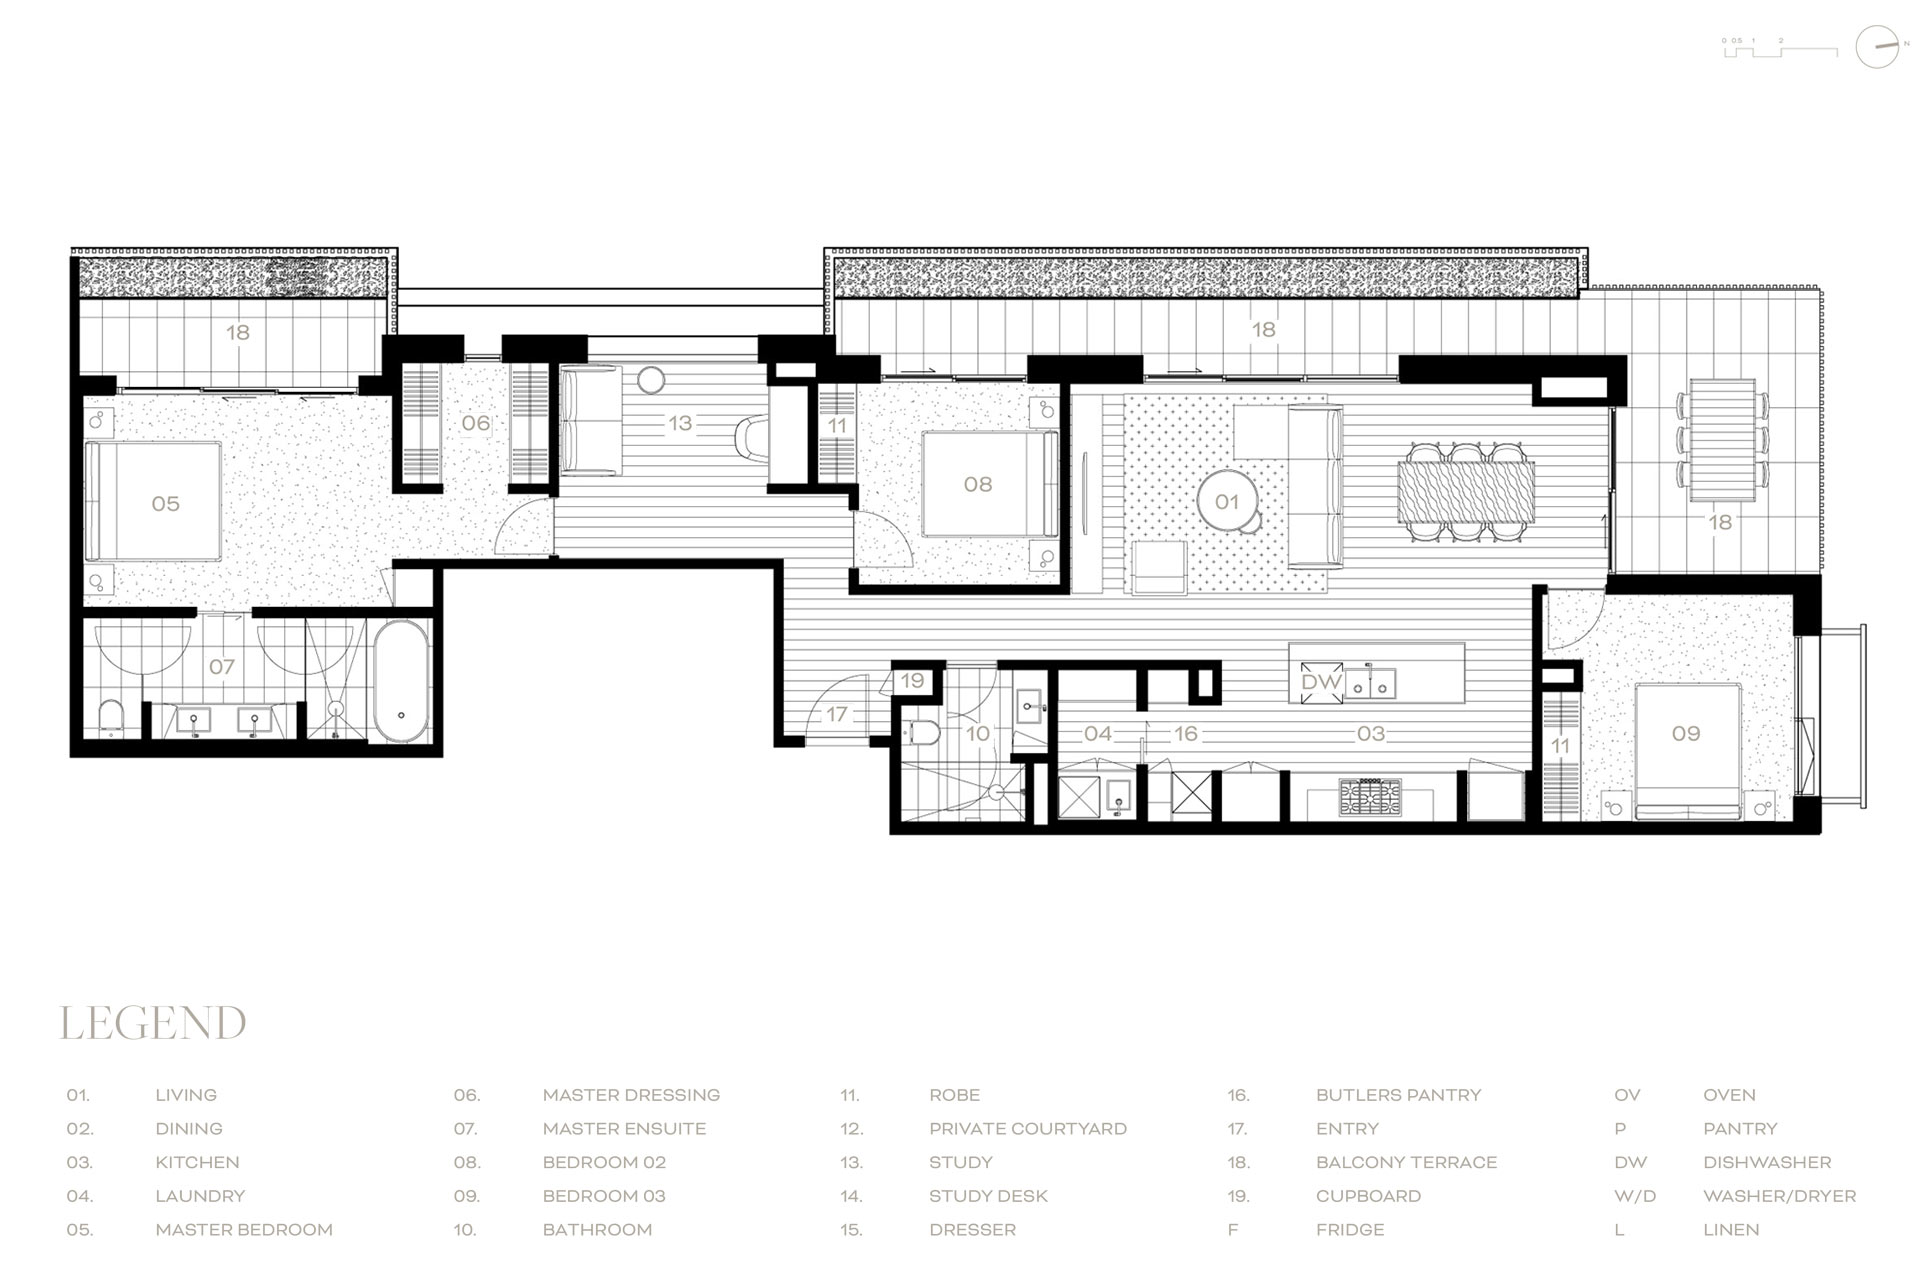 0 0.5 1 2
N
18
18
06
13
11
08
01
05
18
07
19
DW
17
10
04
16
03
11
09
LEGEND
01. LIVING
02. DINING
03. KITCHEN
04. LAUNDRY
05. MASTER BEDROOM
06. MASTER DRESSING
07. MASTER ENSUITE
08. BEDROOM 02
09. BEDROOM 03
10. BATHROOM
11. ROBE
12. PRIVATE COURTYARD
13. STUDY
14. STUDY DESK
15. DRESSER
16. BUTLERS PANTRY
17. ENTRY
18. BALCONY TERRACE
19. CUPBOARD
F FRIDGE
OV OVEN
P PANTRY
DW DISHWASHER
W/D WASHER/DRYER
L LINEN